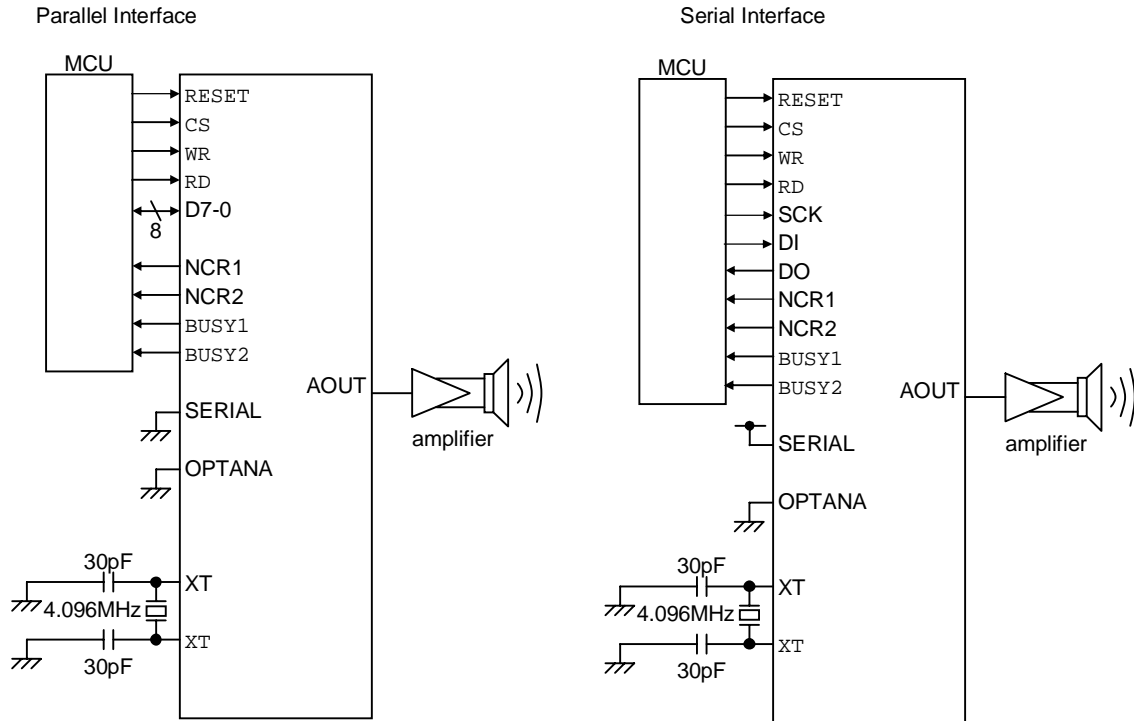 Parallel Interface
MCU
RESET
CS
WR
RD
D7-0
8
NCR1
NCR2
BUSY1
BUSY2
AOUT
amplifier
SERIAL
OPTANA
30pF
XT
4.096MHz
XT
30pF
Serial Interface
MCU
RESET
CS
WR
RD
SCK
DI
DO
NCR1
NCR2
BUSY1
BUSY2
AOUT
amplifier
SERIAL
OPTANA
30pF
XT
4.096MHz
XT
30pF